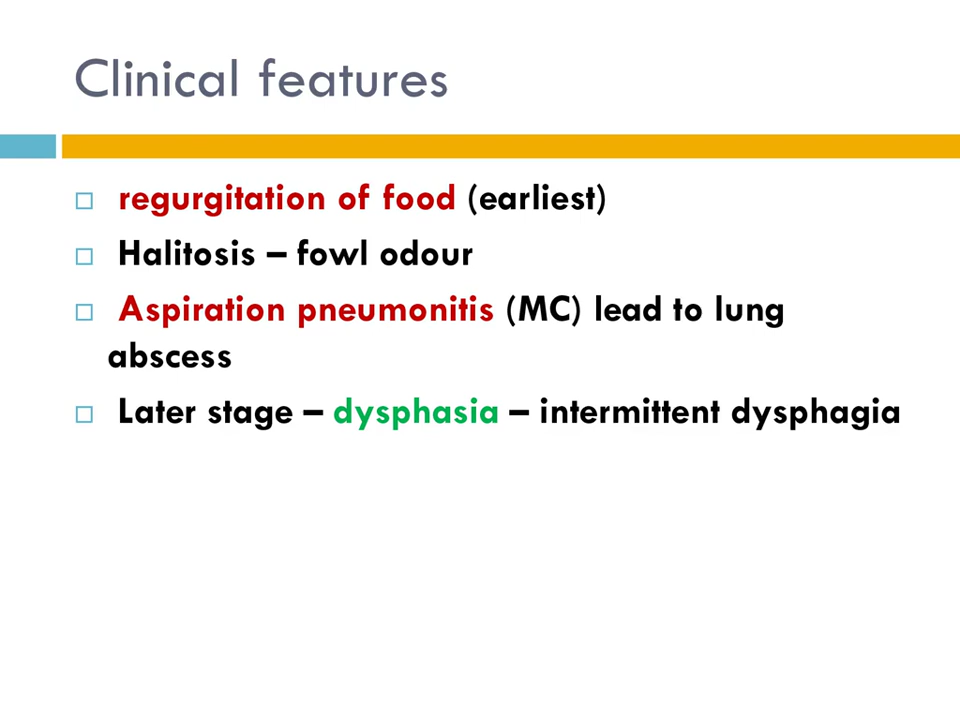 Clinical features
regurgitation of food (earliest)
Halitosis – fowl odour
Aspiration pneumonitis (MC) lead to lung
abscess
Later stage – dysphasia – intermittent dysphagia